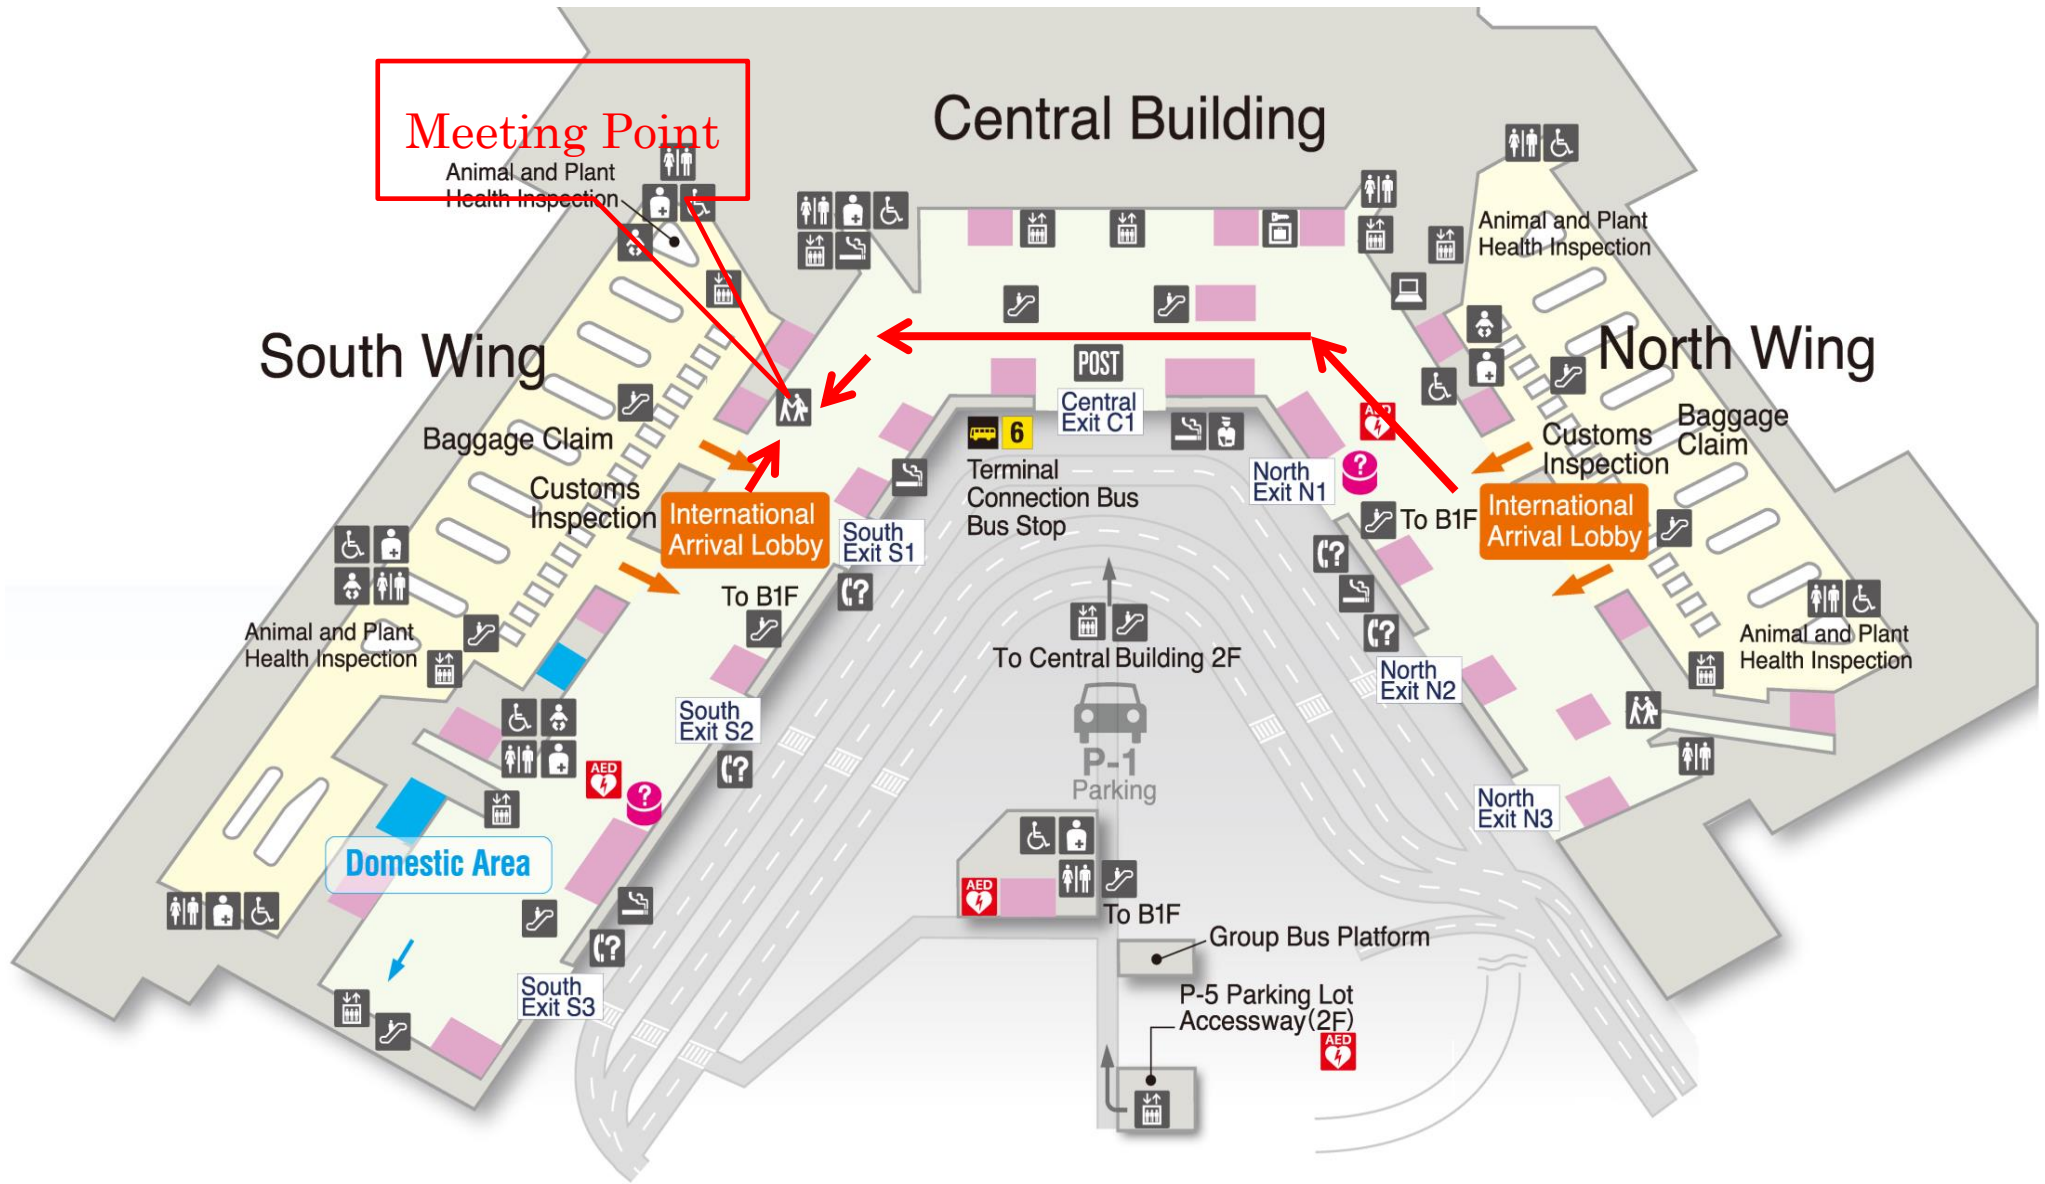 Central Building
Meeting Point
Animal and Plant
Health Inspection
Animal and Plant
Health Inspection
South Wing
North Wing
POST
Central
Exit C1
AED
Baggage Claim
Baggage
Claim
Customs
Inspection
6
Terminal
Connection Bus
Bus Stop
North
Exit N1
?
Customs
Inspection
International
Arrival Lobby
South
Exit S1
To B1F
International
Arrival Lobby
To B1F
?
?
?
Animal and Plant
Health Inspection
To Central Building 2F
Animal and Plant
Health Inspection
South
Exit S2
North
Exit N2
P-1
Parking
?
AED
?
North
Exit N3
Domestic Area
AED
To B1F
?
Group Bus Platform
South
Exit S3
P-5 Parking Lot
Accessway(2F)
AED